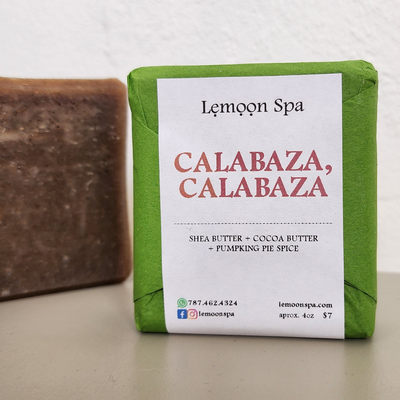 Lemoon Spa
CALABAZA,
CALABAZA
SHEA BUTTER + COCOA BUTTER
+ PUMPKING PIE SPICE
787.462.4324
lemoonspa.com
lemoonspa
aprox. 4oz $7